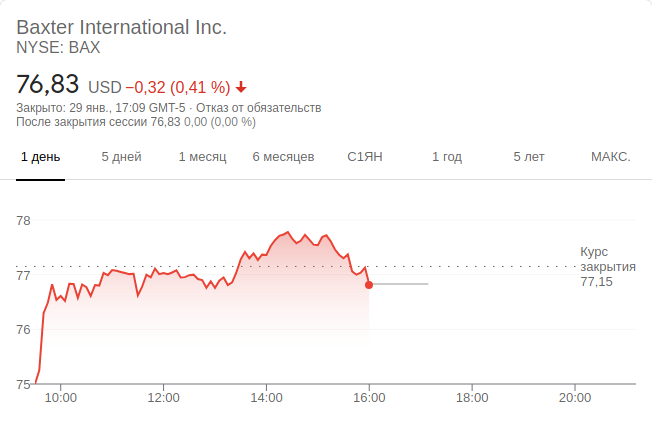 Baxter International Inc.
NYSE: BAX
76,83 USD −0,32 (0,41 %)
Закрыто: 29 янв., 17:09 GMT-5 · Отказ от обязательств
После закрытия сессии 76,83 0,00 (0,00 %)
1 день 5 дней 1 месяц 6 месяцев С1ЯН 1 год 5 лет МАКС.
78
Курс
закрытия
77,15
77
76
75
10:00 12:00 14:00 16:00 18:00 20:00